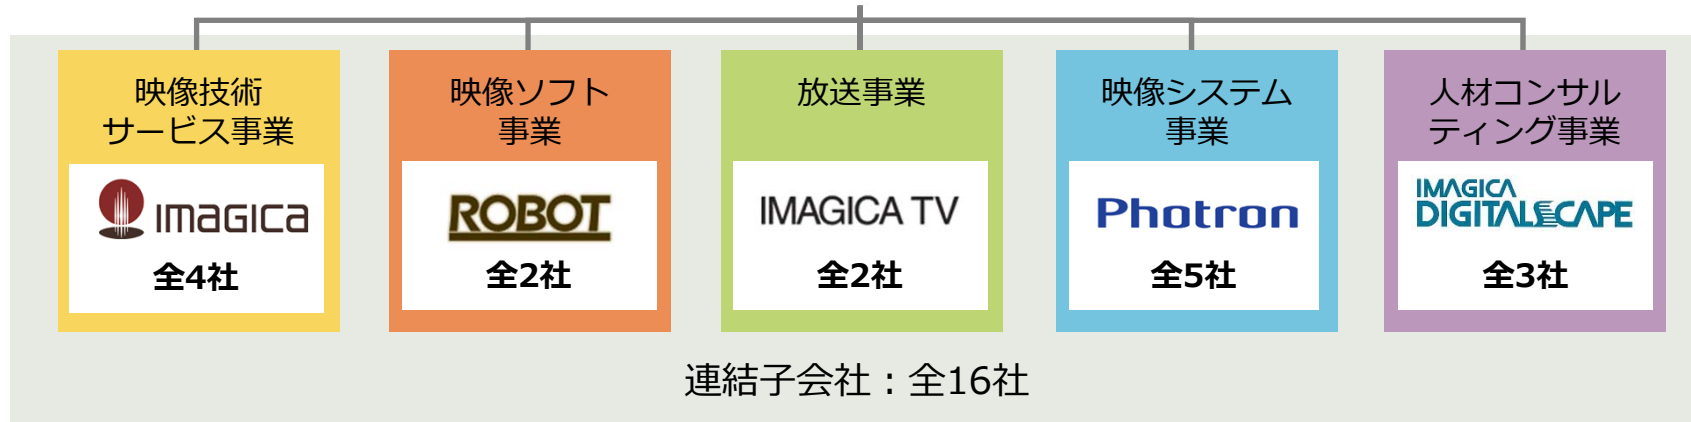 映像技術
サービス事業
IMAGICA
全4社
映像ソフト
事業
ROBOT
全2社
放送事業
IMAGICA TV
全2社
映像システム
事業
Photron
全5社
人材コンサル
ティング事業
IMAGICA
DIGITALSCAPE
全3社
連結子会社：全16社